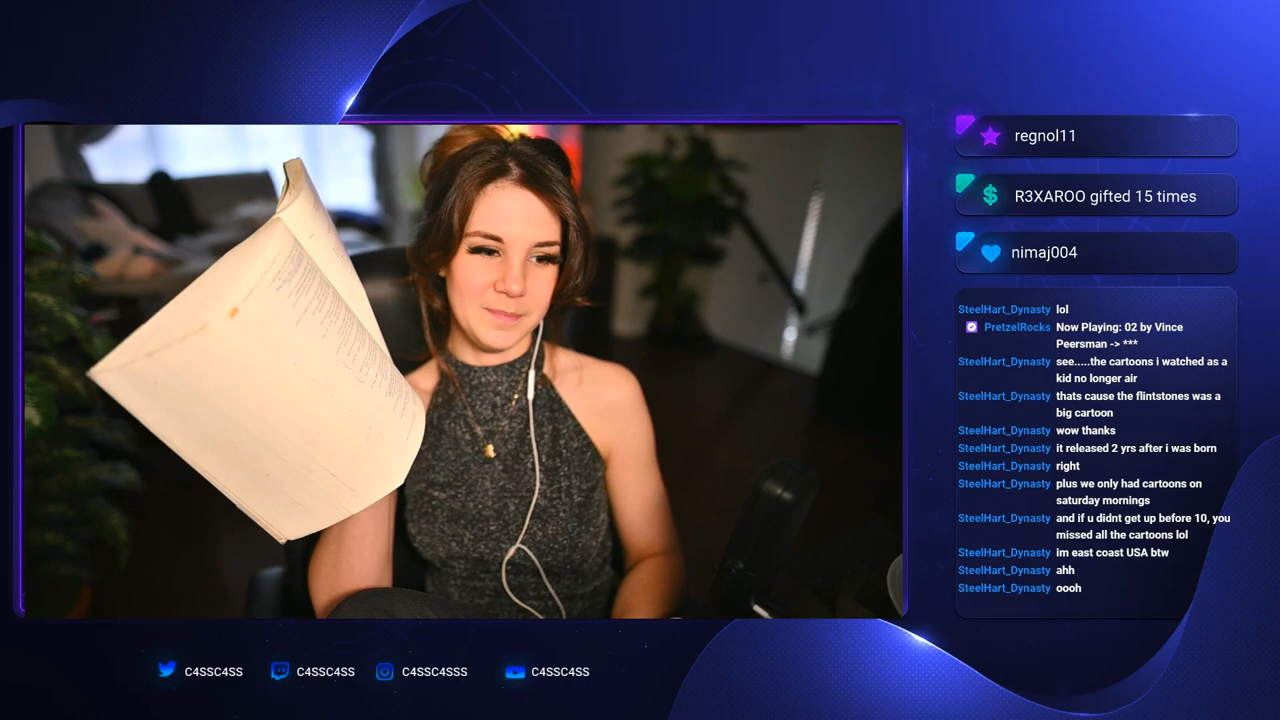 regnol11
R3XAROO gifted 15 times
nimaj004
SteelHart_Dynasty lol
PretzelRocks Now Playing: 02 by Vince
Peersman -> ***
SteelHart_Dynasty see.....the cartoons i watched as a
kid no longer air
SteelHart_Dynasty thats cause the flintstones was a
big cartoon
SteelHart_Dynasty wow thanks
SteelHart_Dynasty it released 2 yrs after i was born
SteelHart_Dynasty right
SteelHart_Dynasty plus we only had cartoons on
saturday mornings
SteelHart_Dynasty and if u didnt get up before 10, you
missed all the cartoons lol
SteelHart_Dynasty im east coast USA btw
SteelHart_Dynasty ahh
SteelHart_Dynasty oooh
C4SSC4SS C4SSC4SS C4SSC4SSS C4SSC4SS